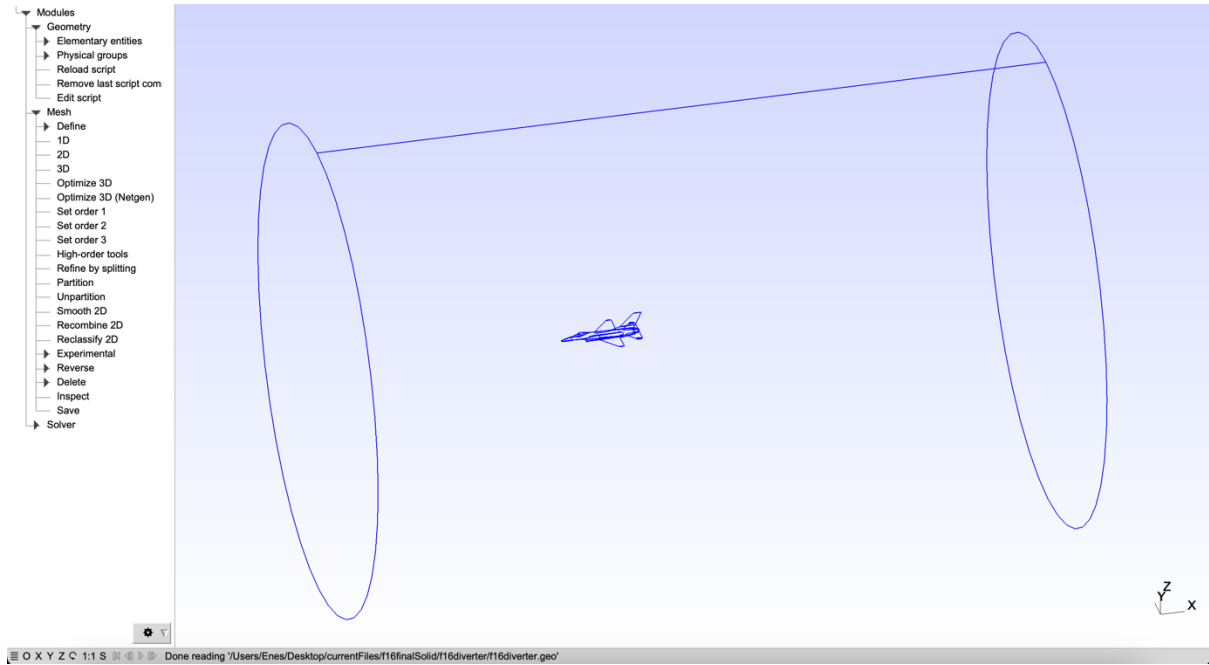 Modules
Geometry
Elementary entities
Physical groups
Reload script
Remove last script com
Edit script
Mesh
Define
1D
2D
3D
Optimize 3D
Optimize 3D (Netgen)
Set order 1
Set order 2
Set order 3
High-order tools
Refine by splitting
Partition
Unpartition
Smooth 2D
Recombine 2D
Reclassify 2D
Experimental
Reverse
Delete
Inspect
Save
Solver
Z
Y
X
O X Y Z 1:1 S Done reading '/Users/Enes/Desktop/currentFiles/f16finalSolid/f16diverter/f16diverter.geo'